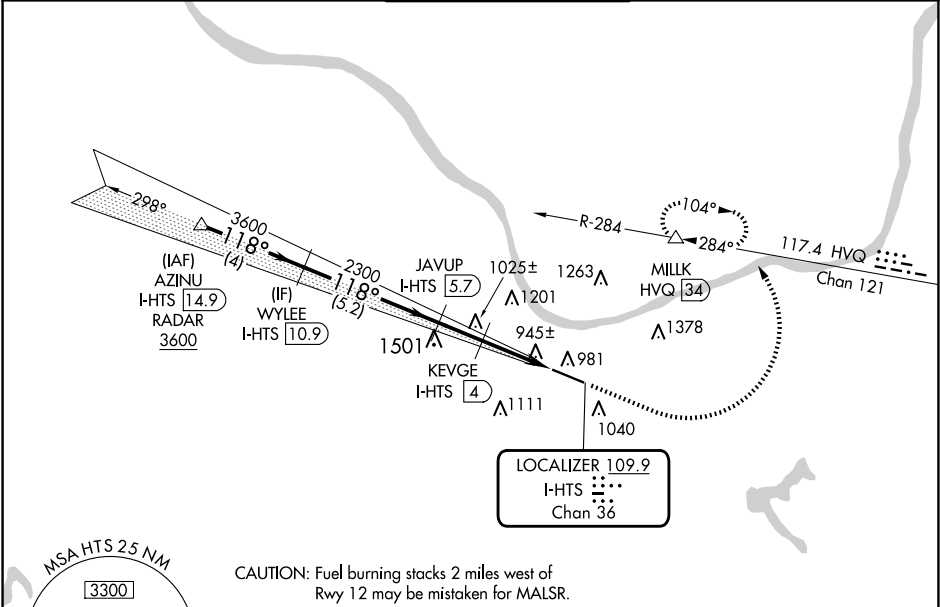 298°
3600
118°
(4)
2300
118°
(5.2)
(IAF)
AZINU
I-HTS 14.9
RADAR
3600
(IF)
WYLEE
I-HTS 10.9
JAVUP
I-HTS 5.7
1025±
1201
1263
1501
945±
981
KEVGE
I-HTS 4
1111
1040
R-284
104°
284°
MILLK
HVQ 34
1378
117.4 HVQ
Chan 121
LOCALIZER 109.9
I-HTS
Chan 36
MSA HTS 25 NM
3300
CAUTION: Fuel burning stacks 2 miles west of
Rwy 12 may be mistaken for MALSR.